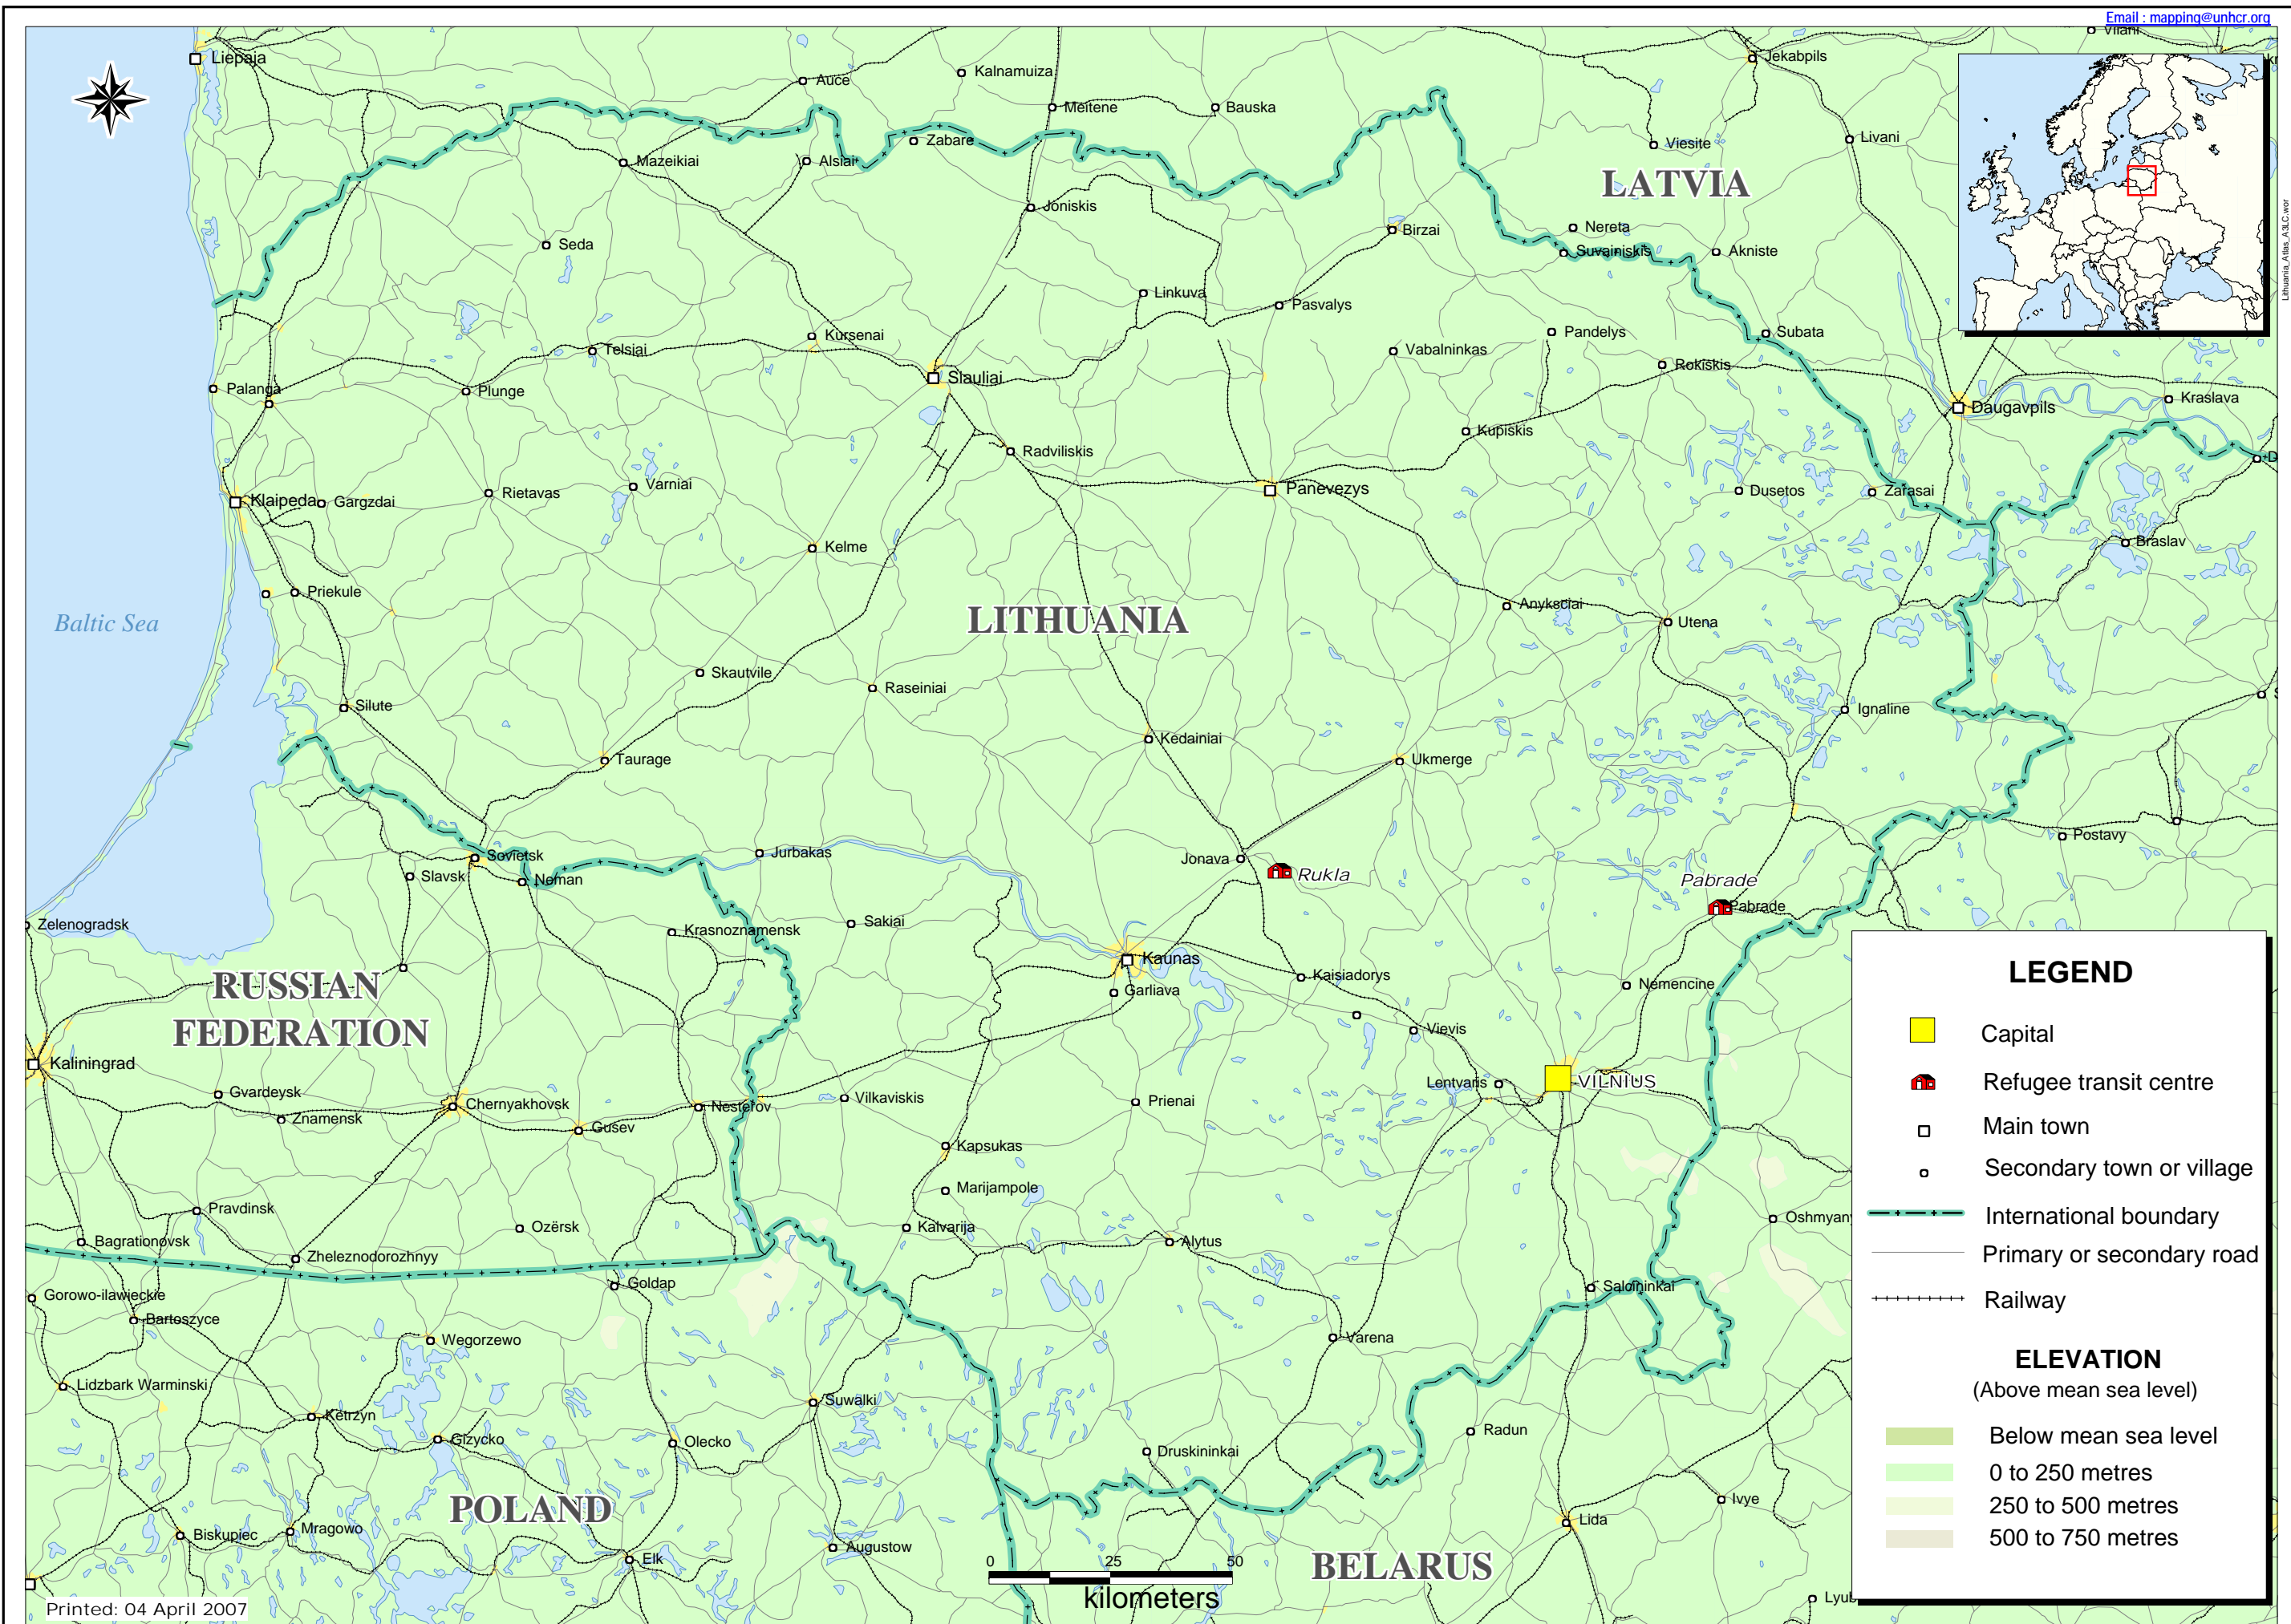 Email : mapping@unhcr.org
Vilani
Liepaja
Jekabpils
Auce
Kalnamuiza
Meitene
Bauska
Livani
Zabare
Viesite
Mazeikiai
Alsiai
LATVIA
Joniskis
Lithuania_Atlas_A3LC.wor
Birzai
Nereta
Seda
Suvainiskis
Akniste
Linkuva
Pasvalys
Kursenai
Pandelys
Subata
Telsiai
Vabalninkas
Rokiskis
Siauliai
Palanga
Plunge
Kraslava
Daugavpils
Kupiskis
Radviliskis
Varniai
Panevezys
Dusetos
Zarasai
Rietavas
Klaipeda
Gargzdai
Braslav
Kelme
Priekule
Anyksciai
Baltic Sea
LITHUANIA
Utena
Skautvile
Raseiniai
Silute
Ignaline
Kedainiai
Taurage
Ukmerge
Postavy
Jurbakas
Sovietsk
Jonava
Rukla
Slavsk
Neman
Pabrade
Pabrade
Zelenogradsk
Krasnoznamensk
Sakiai
Kaunas
Kaisiadorys
Nemencine
RUSSIAN
FEDERATION
Garliava
Vievis
Kaliningrad
Lentvaris
VILNIUS
Gvardeysk
Znamensk
Chernyakhovsk
Nesterov
Vilkaviskis
Prienai
Gusev
Kapsukas
Marijampole
Pravdinsk
Ozërsk
Kalvarija
Oshmyany
Bagrationovsk
Alytus
Zheleznodorozhnyy
Goldap
Salcininkai
Gorowo-ilawieckie
Bartoszyce
Wegorzewo
Varena
Lidzbark Warminski
Suwalki
Ketrzyn
Gizycko
Olecko
Radun
Druskininkai
POLAND
Ivye
Biskupiec
Mragowo
Lida
Augustow
Elk
BELARUS
Lyub
LEGEND
Capital
Refugee transit centre
Main town
Secondary town or village
International boundary
Primary or secondary road
Railway
ELEVATION
(Above mean sea level)
Below mean sea level
0 to 250 metres
250 to 500 metres
500 to 750 metres
0 25 50
kilometers
Printed: 04 April 2007